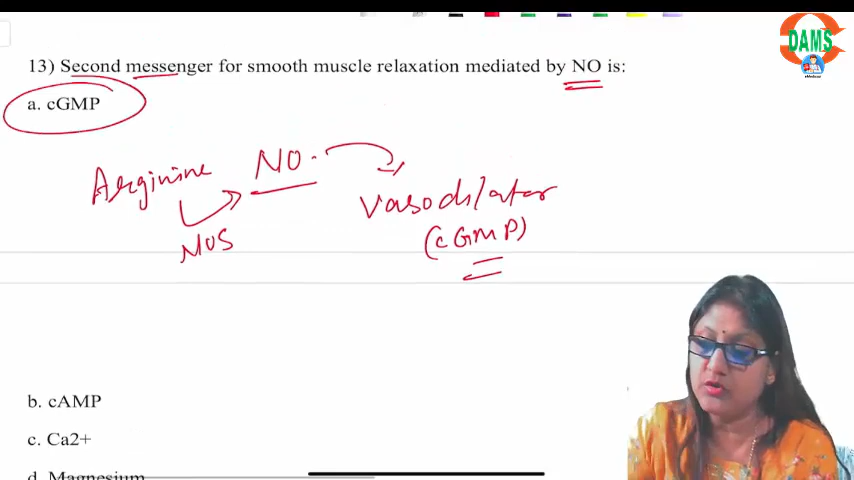 DAMS
13) Second messenger for smooth muscle relaxation mediated by NO is:
a. cGMP
Arginine NO
NOS
Vasodilator
(cGMP)
b. cAMP
c. Ca2+
d. Magnesium